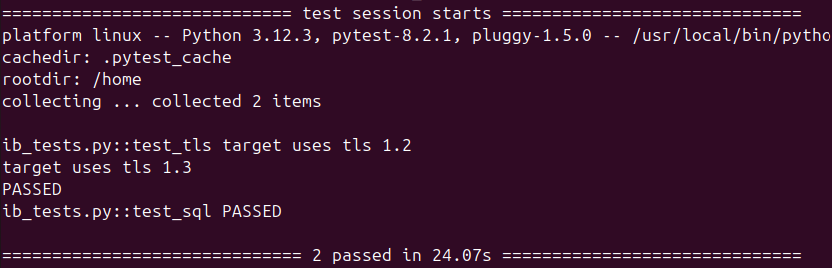 ============================= test session starts ==============================
platform linux -- Python 3.12.3, pytest-8.2.1, pluggy-1.5.0 -- /usr/local/bin/pytho
cachedir: .pytest_cache
rootdir: /home
collecting ... collected 2 items
ib_tests.py::test_tls target uses tls 1.2
target uses tls 1.3
PASSED
ib_tests.py::test_sql PASSED
============================== 2 passed in 24.07s ==============================